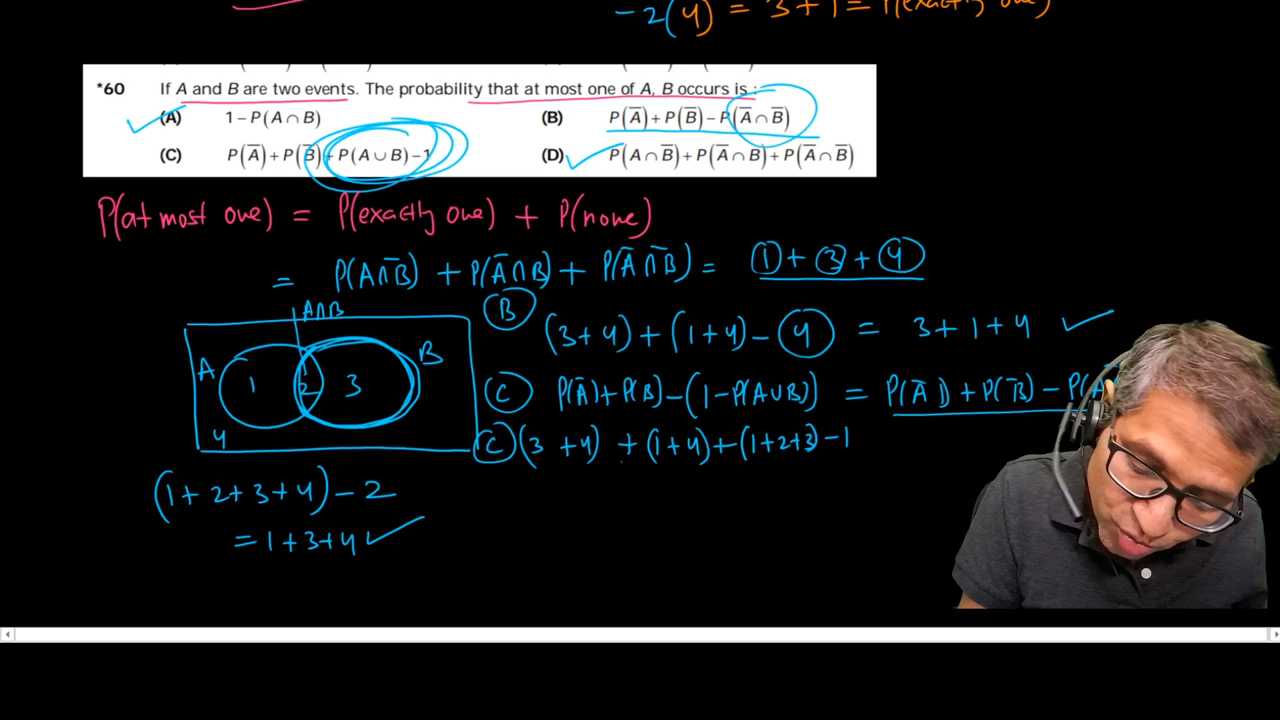 -2(4) = 3+1 = P(exactly one)
*60 If A and B are two events. The probability that at most one of A, B occurs is :
(A) 1 − P(A ∩ B) (B) P(A̅) + P(B̅) − P(A̅ ∩ B̅)
(C) P(A̅) + P(B̅) + P(A ∪ B) − 1 (D) P(A ∩ B̅) + P(A̅ ∩ B) + P(A̅ ∩ B̅)
P(at most one) = P(exactly one) + P(none)
= P(A∩B̅) + P(A̅∩B) + P(A̅∩B̅) = ①+③+④
A∩B
A 1 2 3 B
4
Ⓑ (3+4) + (1+4) - ④ = 3+1+4 ✓
Ⓒ P(A̅)+P(B)-(1-P(A∪B)) = P(A̅)+P(B̅)-P(A
Ⓒ (3+4) + (1+4)+(1+2+3)-1
(1+2+3+4)-2
=1+3+4 ✓